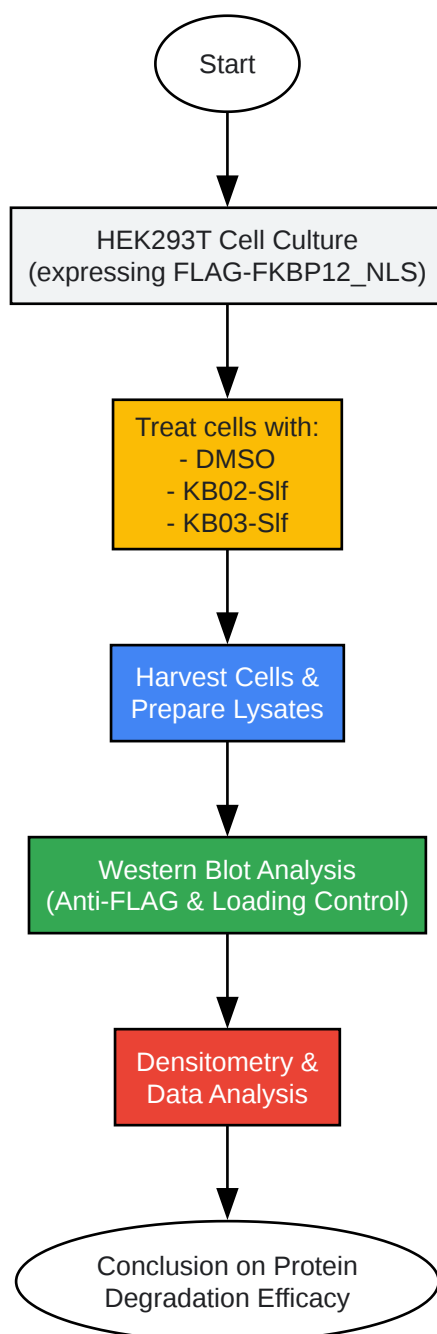 Start
HEK293T Cell Culture
(expressing FLAG-FKBP12_NLS)
Treat cells with:
- DMSO
- KB02-Slf
- KB03-Slf
Harvest Cells &
Prepare Lysates
Western Blot Analysis
(Anti-FLAG & Loading Control)
Densitometry &
Data Analysis
Conclusion on Protein
Degradation Efficacy